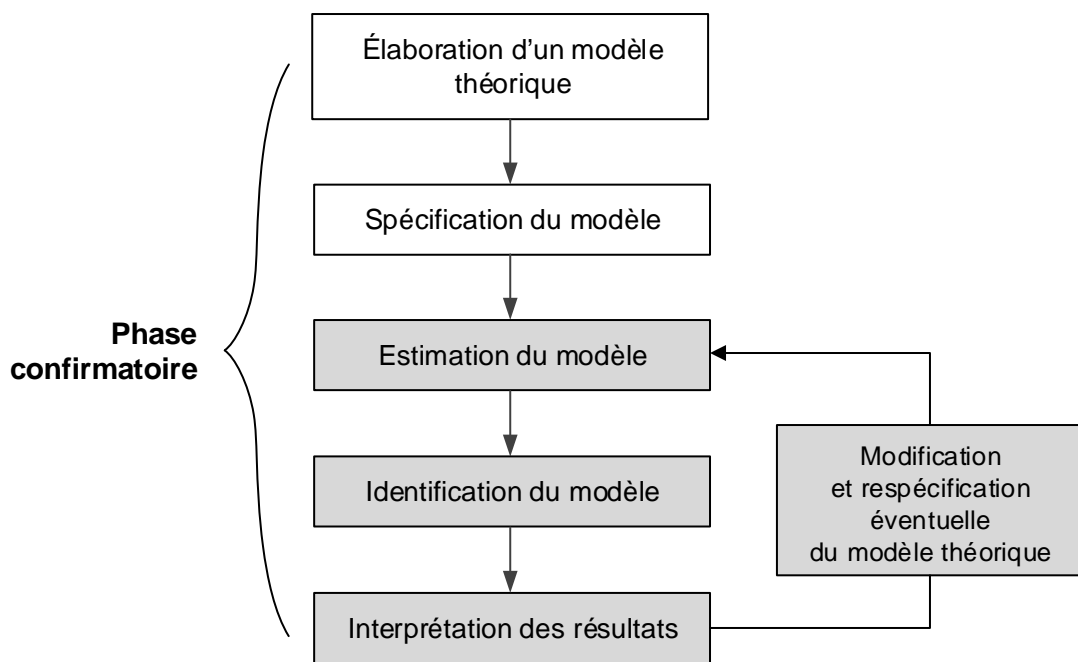 Élaboration d’un modèle
théorique
Spécification du modèle
Phase
confirmatoire
Estimation du modèle
Identification du modèle
Modification
et respécification
éventuelle
du modèle théorique
Interprétation des résultats